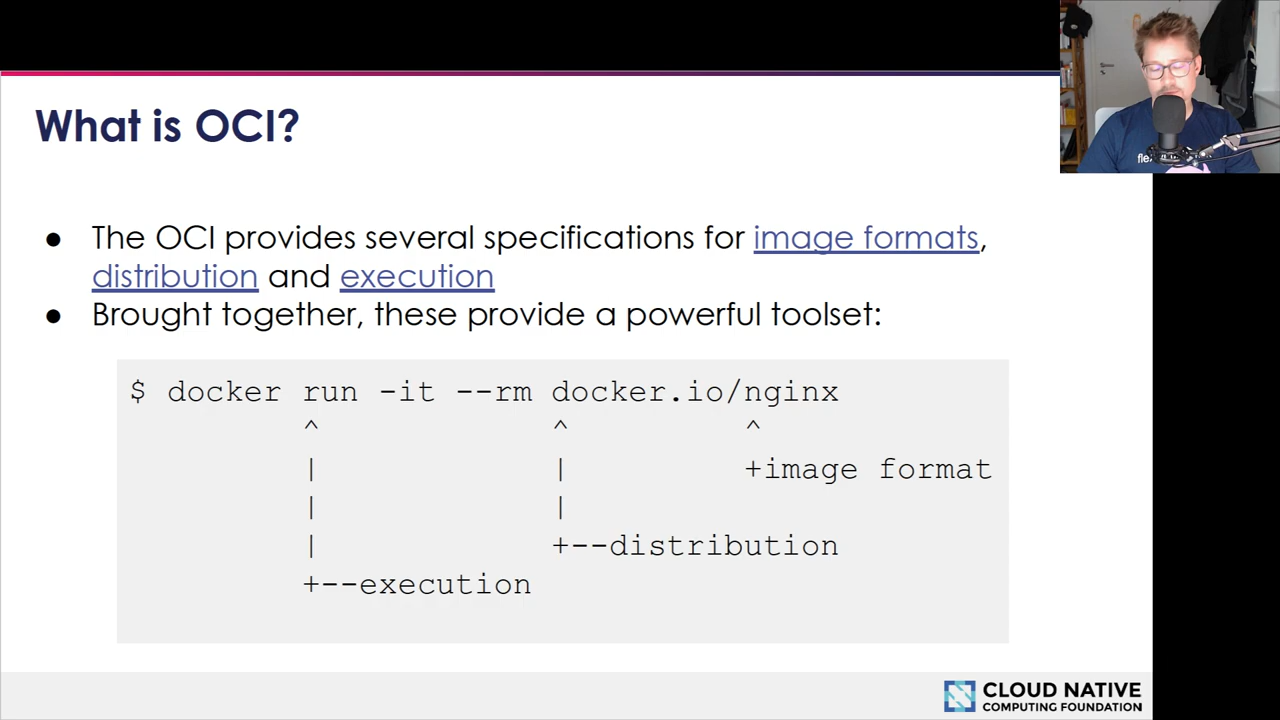 What is OCI?
● The OCI provides several specifications for image formats,
distribution and execution
● Brought together, these provide a powerful toolset:
$ docker run -it --rm docker.io/nginx
^ ^ ^
| | +image format
| |
| +--distribution
+--execution
CLOUD NATIVE
COMPUTING FOUNDATION